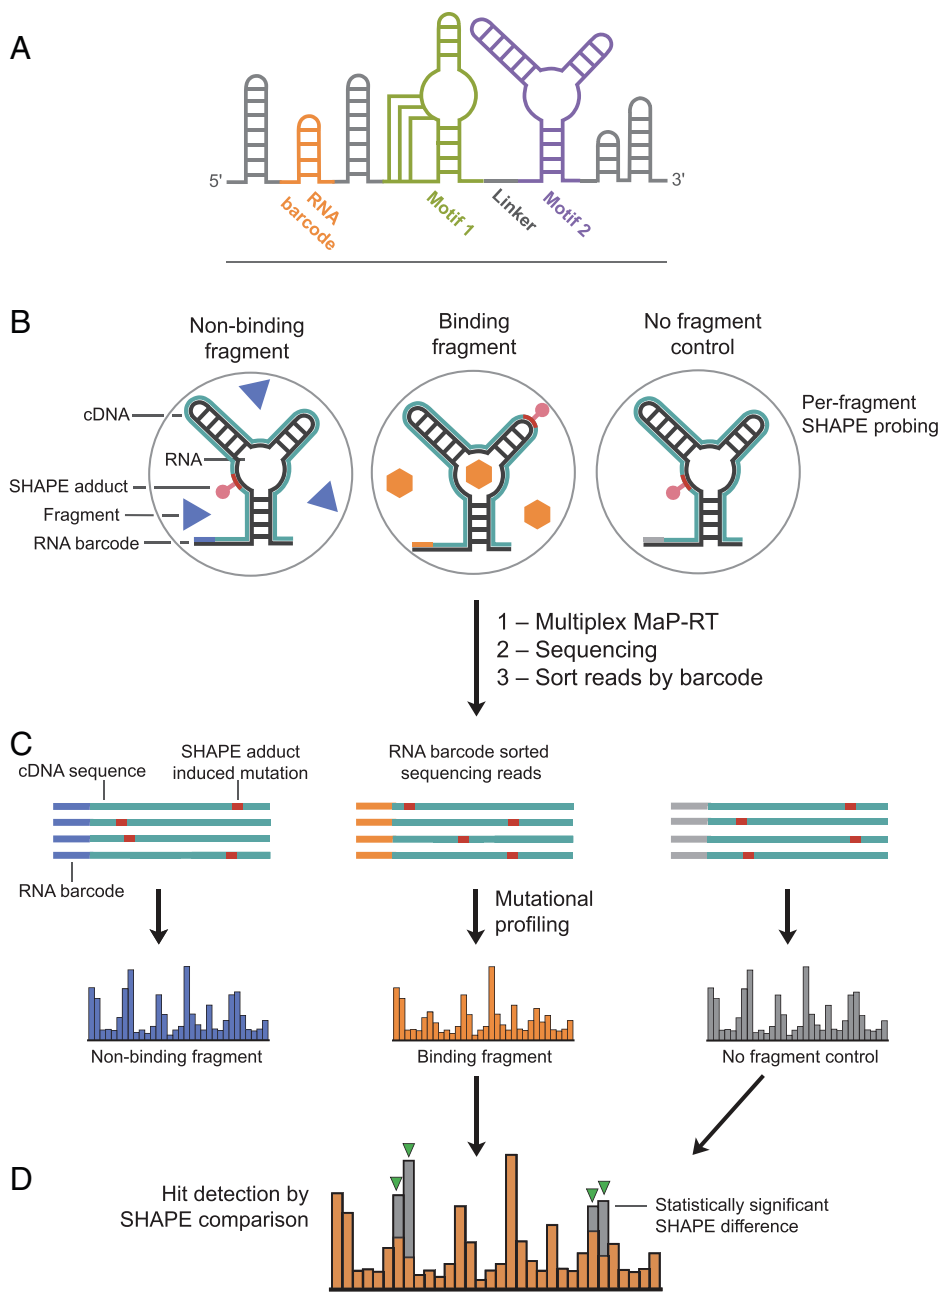 A
5'
3'
RNA
barcode
Motif 1
Linker
Motif 2
B
Non-binding
fragment
Binding
fragment
No fragment
control
cDNA
RNA
SHAPE adduct
Fragment
RNA barcode
Per-fragment
SHAPE probing
1 – Multiplex MaP-RT
2 – Sequencing
3 – Sort reads by barcode
C
cDNA sequence
SHAPE adduct
induced mutation
RNA barcode sorted
sequencing reads
RNA barcode
Mutational
profiling
Non-binding fragment
Binding fragment
No fragment control
D
Hit detection by
SHAPE comparison
Statistically significant
SHAPE difference